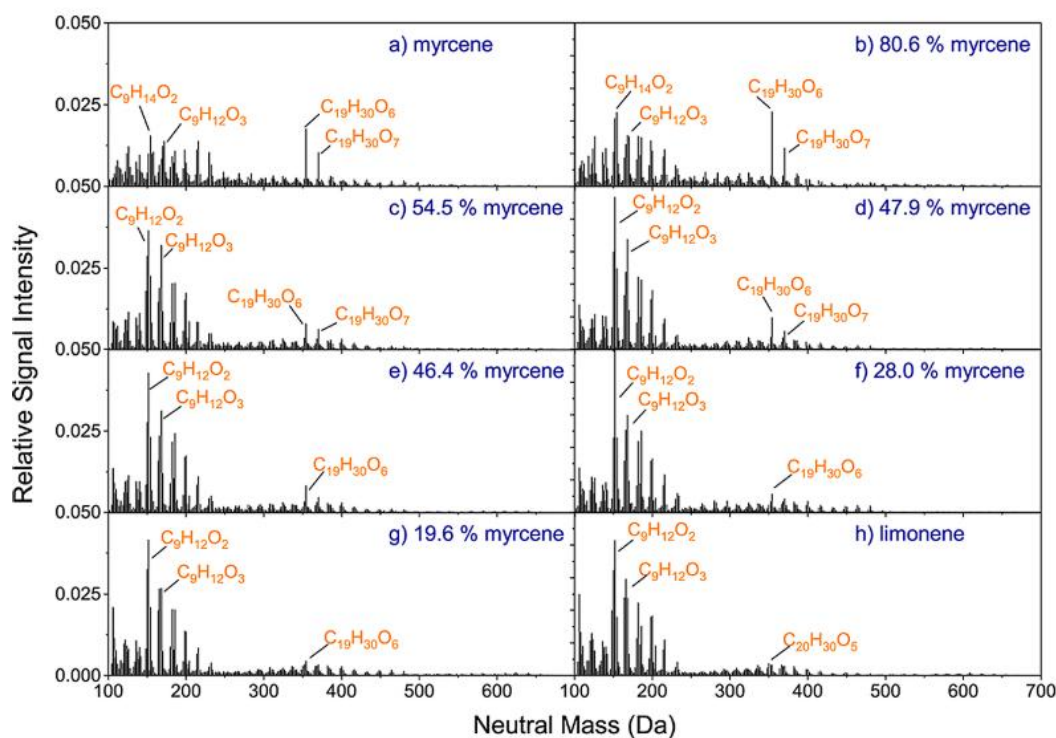 0.050
a) myrcene
b) 80.6 % myrcene
C₉H₁₄O₂
C₉H₁₂O₃
C₁₉H₃₀O₆
C₁₉H₃₀O₇
C₉H₁₄O₂
C₉H₁₂O₃
C₁₉H₃₀O₆
C₁₉H₃₀O₇
0.025
0.050
c) 54.5 % myrcene
d) 47.9 % myrcene
C₉H₁₂O₂
C₉H₁₂O₃
C₁₉H₃₀O₆
C₁₉H₃₀O₇
C₉H₁₂O₂
C₉H₁₂O₃
C₁₉H₃₀O₆
C₁₉H₃₀O₇
0.025
0.050
e) 46.4 % myrcene
f) 28.0 % myrcene
C₉H₁₂O₂
C₉H₁₂O₃
C₁₉H₃₀O₆
C₉H₁₂O₂
C₉H₁₂O₃
C₁₉H₃₀O₆
0.025
0.050
g) 19.6 % myrcene
h) limonene
C₉H₁₂O₂
C₉H₁₂O₃
C₁₉H₃₀O₆
C₉H₁₂O₂
C₉H₁₂O₃
C₂₀H₃₀O₅
0.025
0.000
100 200 300 400 500 600 100 200 300 400 500 600 700
Relative Signal Intensity
Neutral Mass (Da)